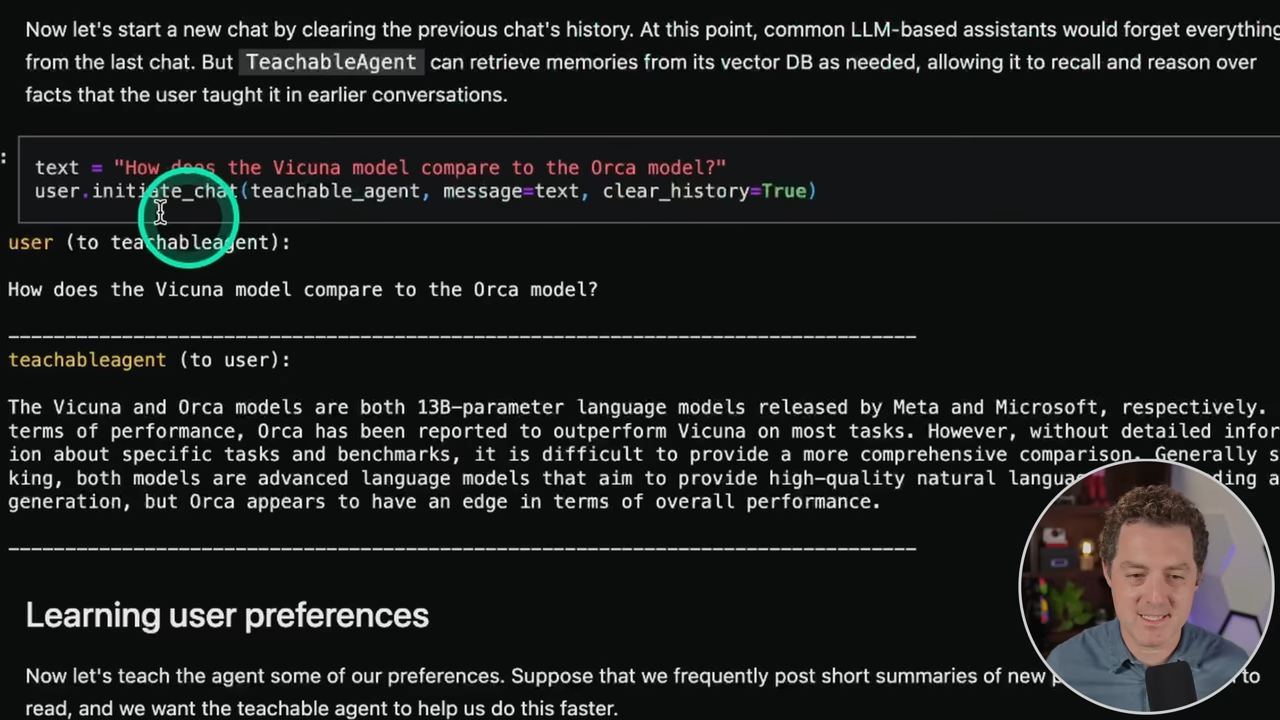 Now let's start a new chat by clearing the previous chat's history. At this point, common LLM-based assistants would forget everything
from the last chat. But TeachableAgent can retrieve memories from its vector DB as needed, allowing it to recall and reason over
facts that the user taught it in earlier conversations.
:
text = "How does the Vicuna model compare to the Orca model?"
user.initiate_chat(teachable_agent, message=text, clear_history=True)
user (to teachableagent):
How does the Vicuna model compare to the Orca model?
--------------------------------------------------------------------------------
teachableagent (to user):
The Vicuna and Orca models are both 13B-parameter language models released by Meta and Microsoft, respectively.
terms of performance, Orca has been reported to outperform Vicuna on most tasks. However, without detailed infor
ion about specific tasks and benchmarks, it is difficult to provide a more comprehensive comparison. Generally s
king, both models are advanced language models that aim to provide high-quality natural a
generation, but Orca appears to have an edge in terms of overall performance.
--------------------------------------------------------------------------------
Learning user preferences
Now let's teach the agent some of our preferences. Suppose that we frequently post short summaries of new to
read, and we want the teachable agent to help us do this faster.